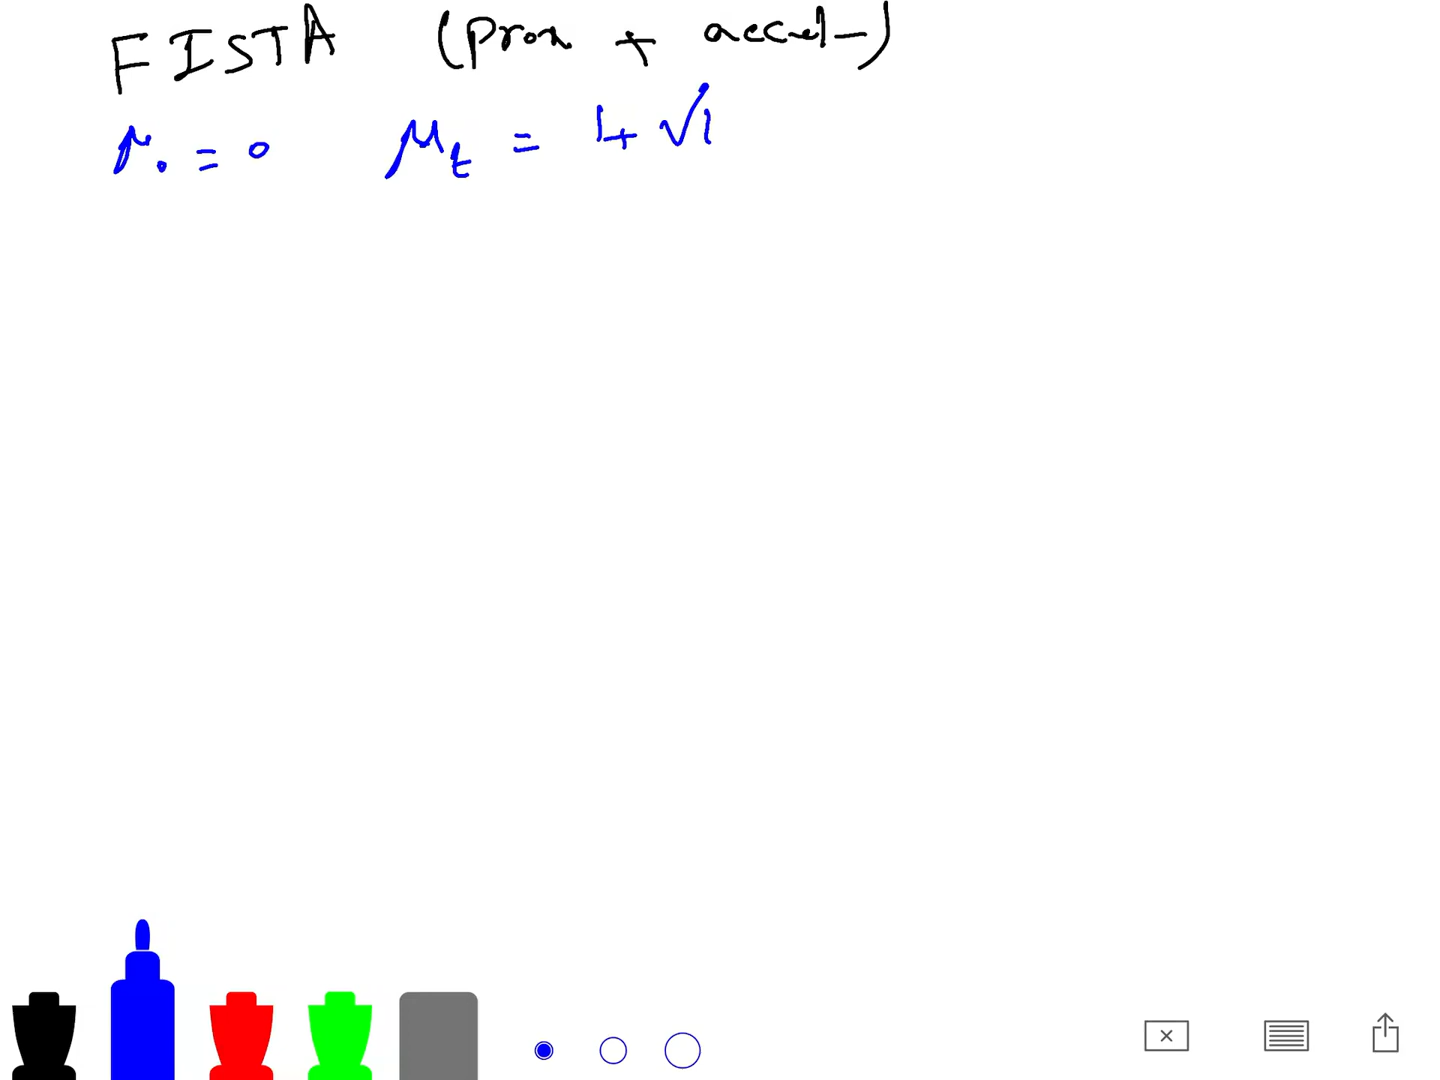 FISTA (Prox + accel-)
μ₀ = 0 μₜ = 1+ √1